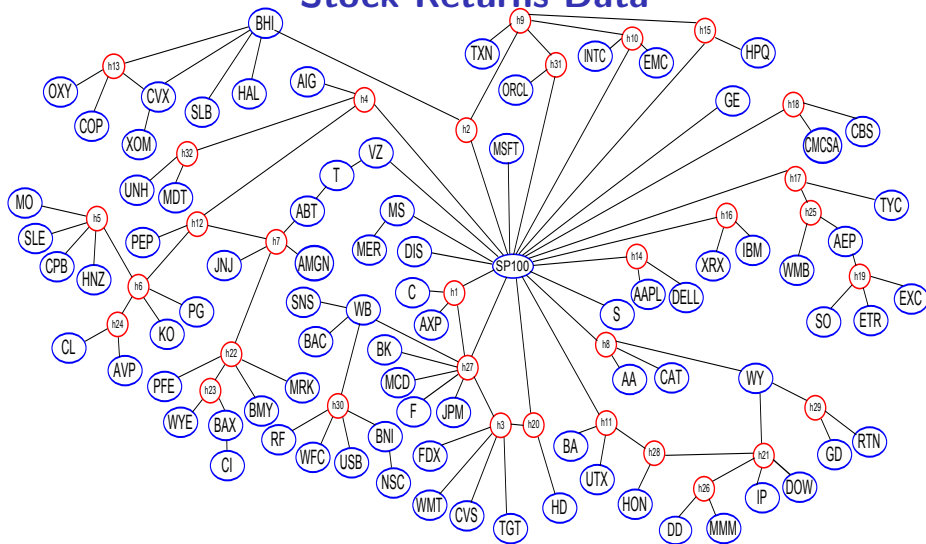 Stock Returns Data
BHI
h9
h10
h15
TXN
INTC
EMC
HPQ
h13
OXY
CVX
HAL
AIG
h31
ORCL
GE
COP
SLB
h4
h18
CBS
XOM
h2
CMCSA
h32
MSFT
UNH
MDT
T
VZ
h17
TYC
MO
h5
h12
ABT
MS
h16
h25
SLE
PEP
h7
MER
DIS
XRX
IBM
AEP
CPB
HNZ
JNJ
AMGN
SP100
h14
WMB
h19
h6
PG
C
h1
AAPL
DELL
EXC
SNS
WB
S
SO
ETR
h24
KO
AXP
CL
AVP
BAC
h8
h22
BK
AA
CAT
WY
PFE
h23
MRK
MCD
h27
WYE
BMY
F
JPM
h29
BAX
h30
h3
h20
h11
RTN
RF
BNI
FDX
BA
h28
h21
GD
CI
WFC
USB
NSC
UTX
HON
h26
IP
DOW
WMT
CVS
TGT
HD
DD
MMM